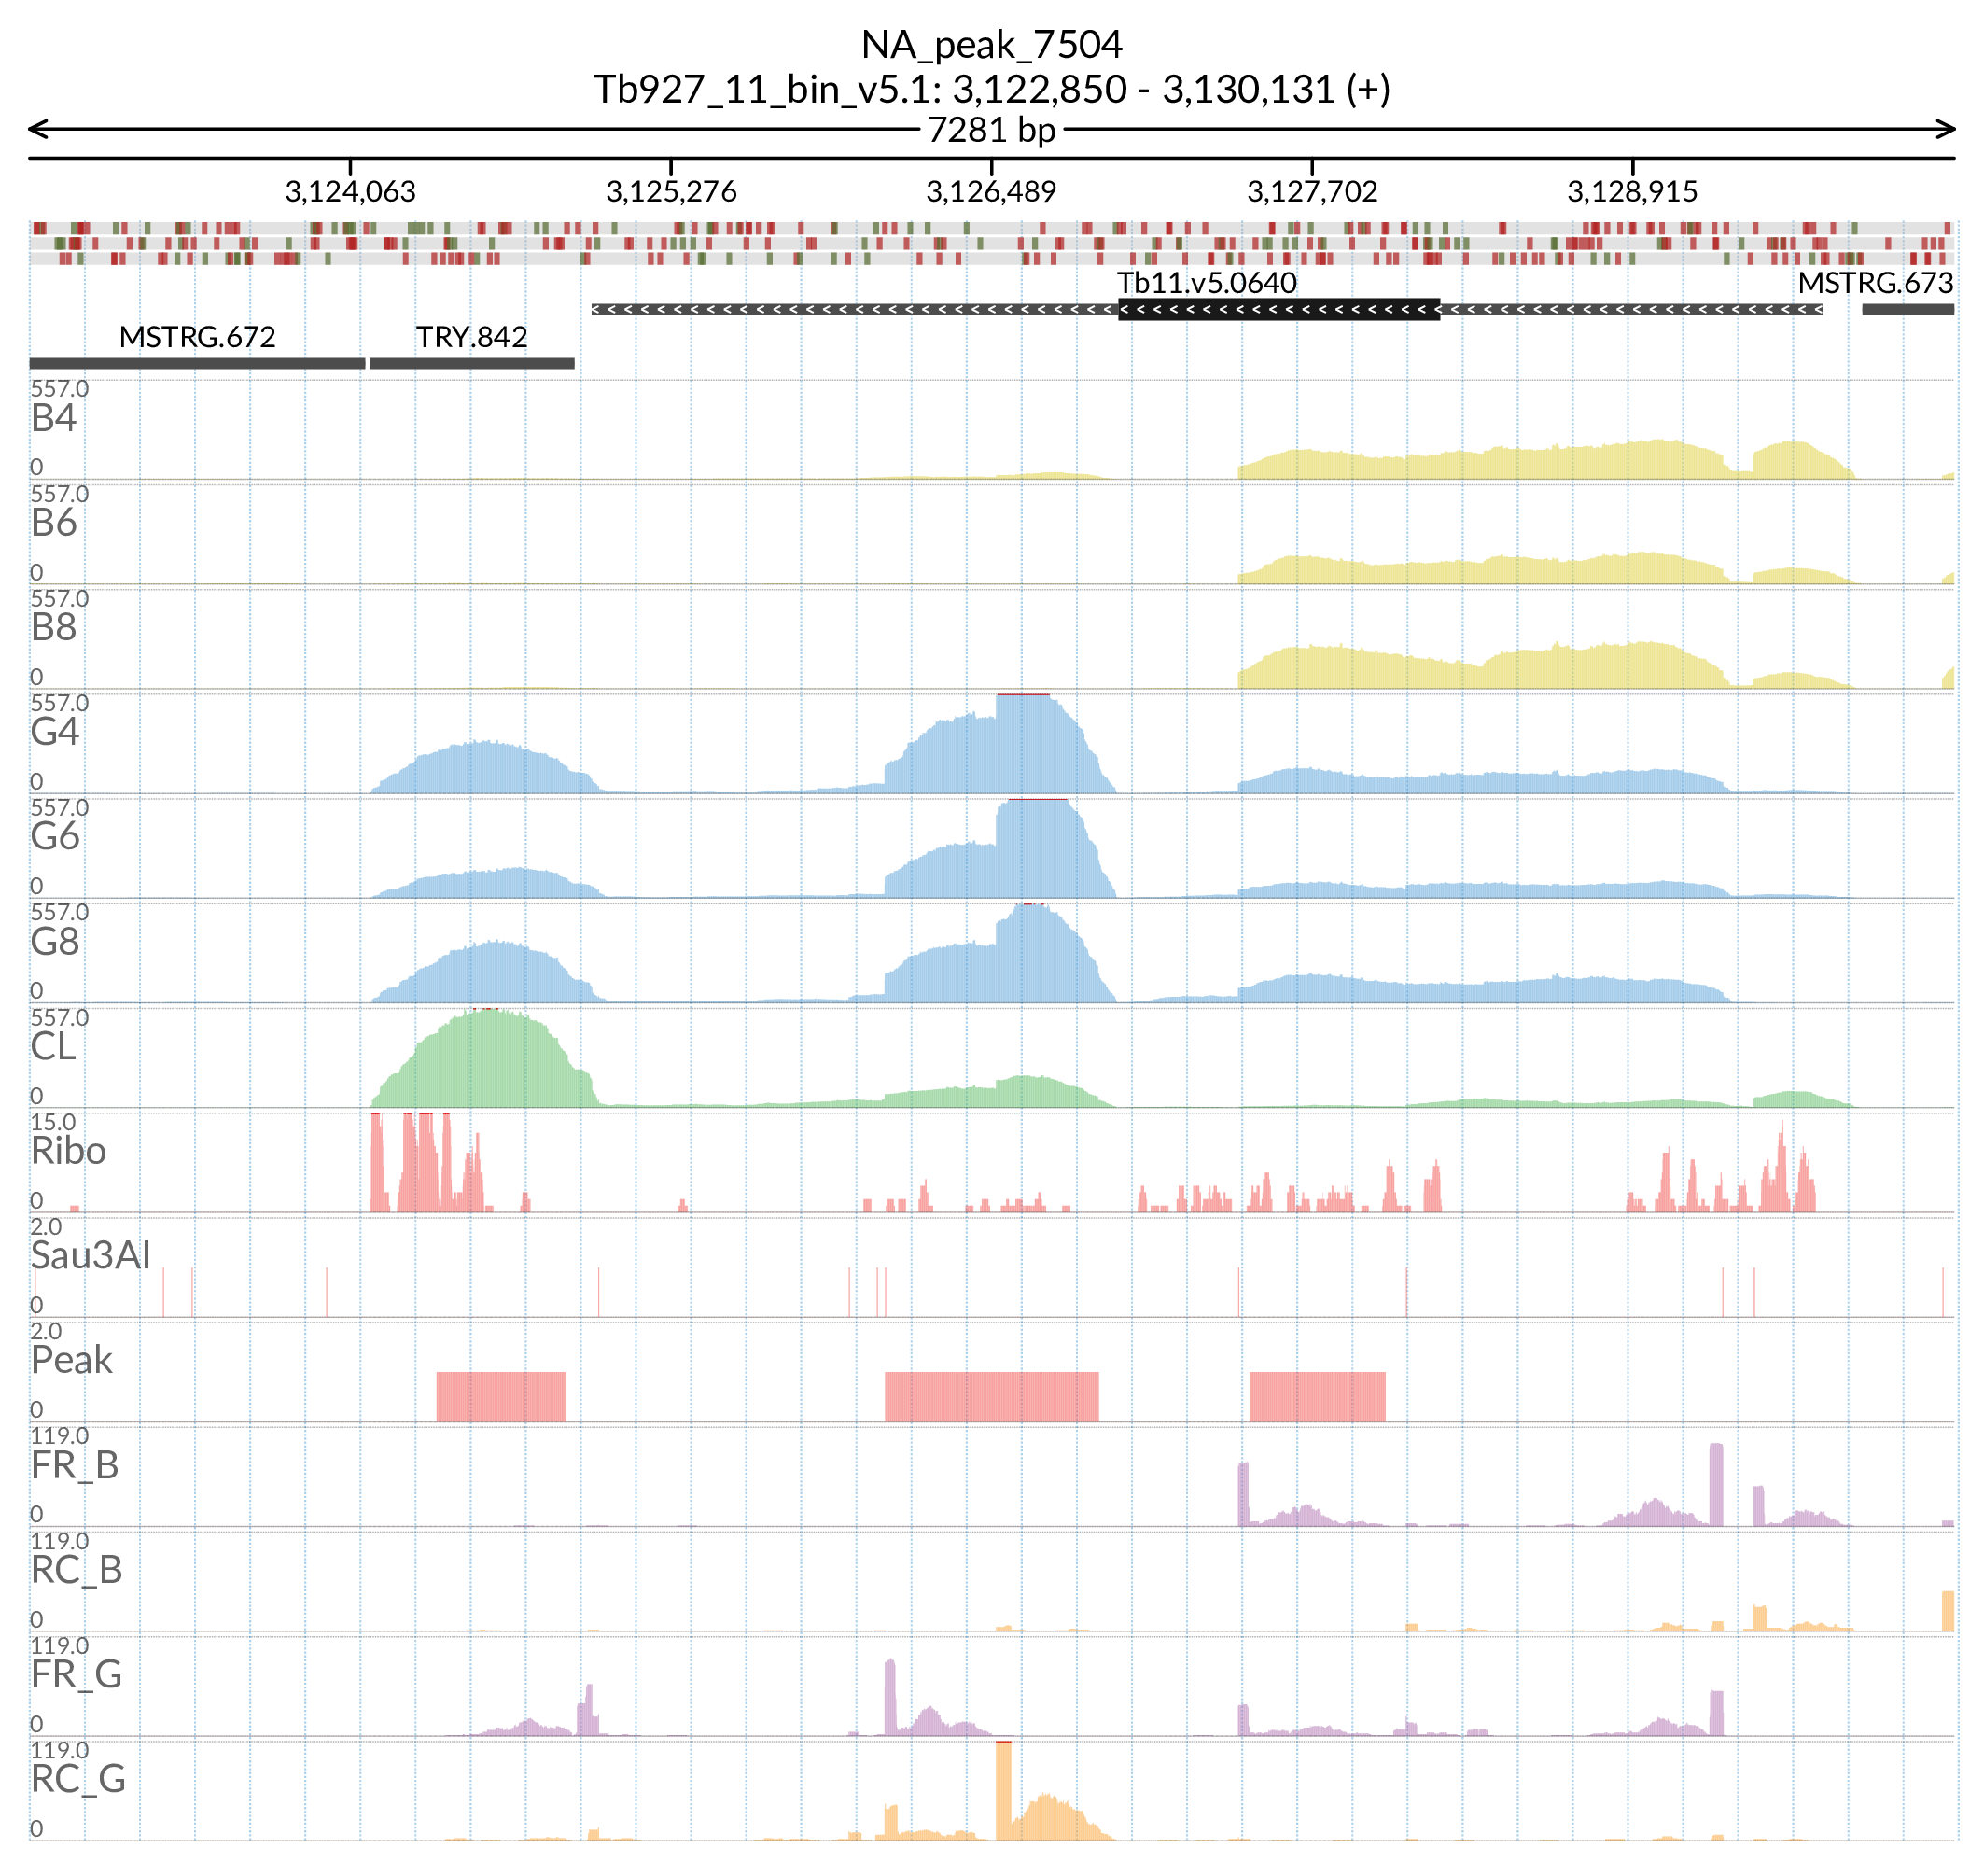 NA_peak_7504
Tb927_11_bin_v5.1: 3,122,850 - 3,130,131 (+)
7281 bp
3,124,063 3,125,276 3,126,489 3,127,702 3,128,915
Tb11.v5.0640 MSTRG.673
MSTRG.672 TRY.842
557.0
B4
0
557.0
B6
0
557.0
B8
0
557.0
G4
0
557.0
G6
0
557.0
G8
0
557.0
CL
0
15.0
Ribo
0
2.0
Sau3AI
0
2.0
Peak
0
119.0
FR_B
0
119.0
RC_B
0
119.0
FR_G
0
119.0
RC_G
0